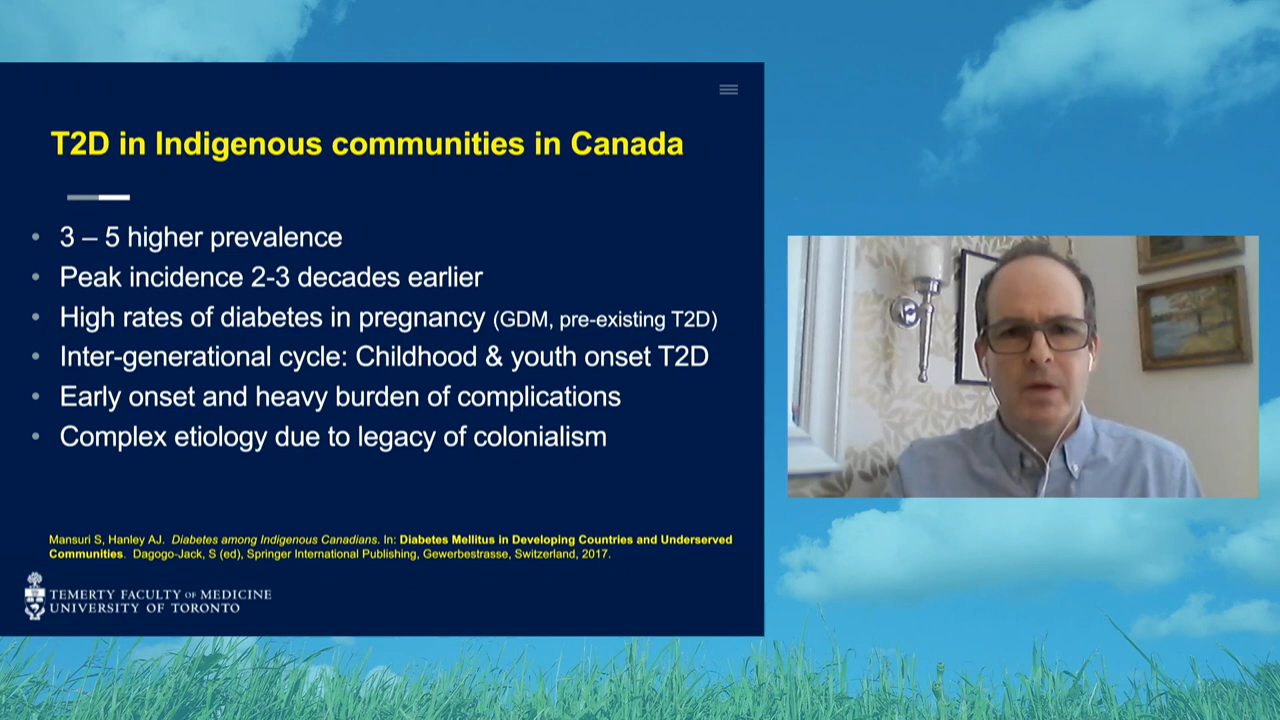 T2D in Indigenous communities in Canada
• 3 – 5 higher prevalence
• Peak incidence 2-3 decades earlier
• High rates of diabetes in pregnancy (GDM, pre-existing T2D)
• Inter-generational cycle: Childhood & youth onset T2D
• Early onset and heavy burden of complications
• Complex etiology due to legacy of colonialism
Mansuri S, Hanley AJ. Diabetes among Indigenous Canadians. In: Diabetes Mellitus in Developing Countries and Underserved
Communities. Dagogo-Jack, S (ed), Springer International Publishing, Gewerbestrasse, Switzerland, 2017.
TEMERTY FACULTY OF MEDICINE
UNIVERSITY OF TORONTO